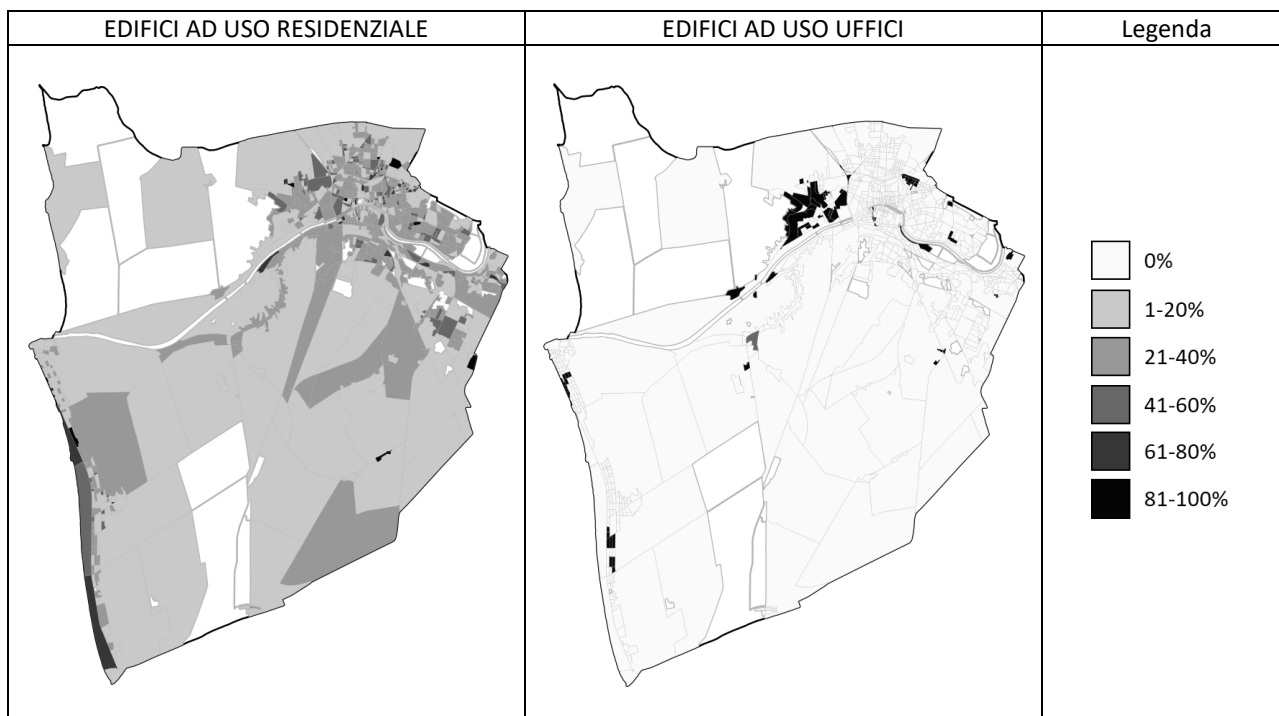 EDIFICI AD USO RESIDENZIALE
EDIFICI AD USO UFFICI
Legenda
0%
1-20%
21-40%
41-60%
61-80%
81-100%